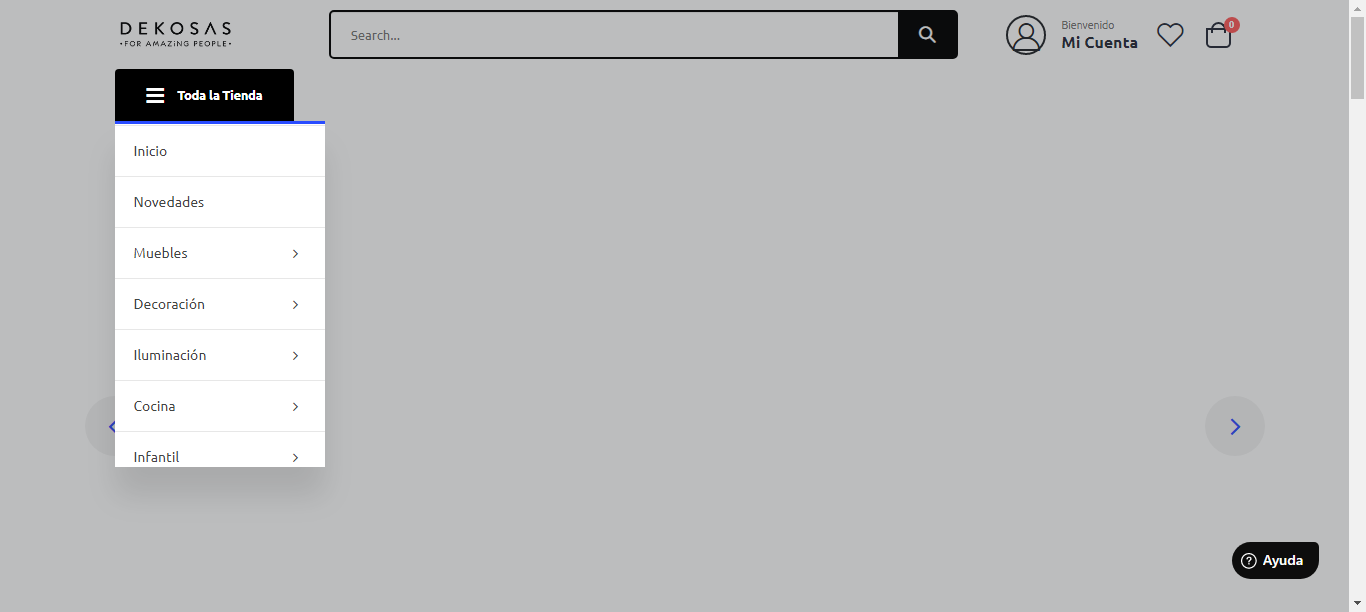 DEKOSAS
•FOR AMAZING PEOPLE•
Search...
Bienvenido
Mi Cuenta
0
Toda la Tienda
Inicio
Novedades
Muebles
Decoración
Iluminación
Cocina
Infantil
Ayuda